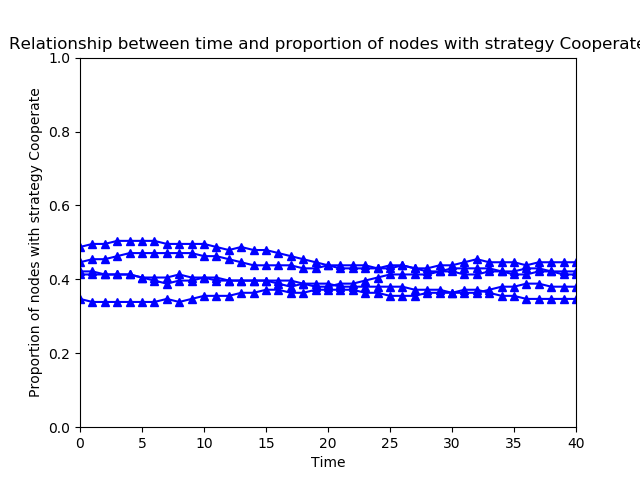 Relationship between time and proportion of nodes with strategy Cooperate
1.0
0.8
0.6
0.4
0.2
0.0
Proportion of nodes with strategy Cooperate
0 5 10 15 20 25 30 35 40
Time